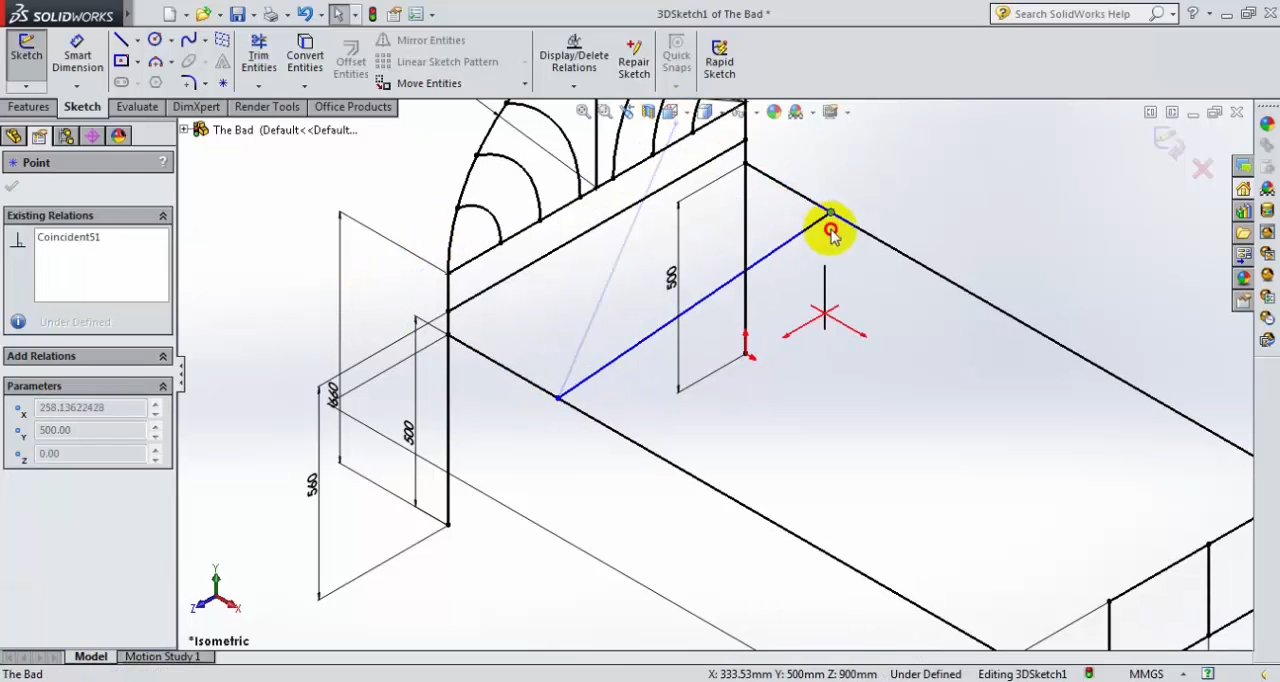 SOLIDWORKS
3DSketch1 of The Bad *
Search SolidWorks Help
Sketch
Smart Dimension
Trim Entities
Convert Entities
Offset Entities
Mirror Entities
Linear Sketch Pattern
Move Entities
Display/Delete Relations
Repair Sketch
Quick Snaps
Rapid Sketch
Features
Sketch
Evaluate
DimXpert
Render Tools
Office Products
The Bad (Default<<Default...
Point
?
Existing Relations
Coincident51
Under Defined
Add Relations
Parameters
x 258.13622428
Y 500.00
z 0.00
500
660
500
560
Y
Z
X
*Isometric
Model
Motion Study 1
The Bad
X: 333.53mm Y: 500mm Z: 900mm
Under Defined
Editing 3DSketch1
MMGS
?